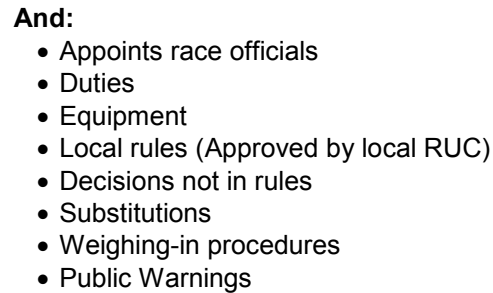 And:
• Appoints race officials
• Duties
• Equipment
• Local rules (Approved by local RUC)
• Decisions not in rules
• Substitutions
• Weighing-in procedures
• Public Warnings